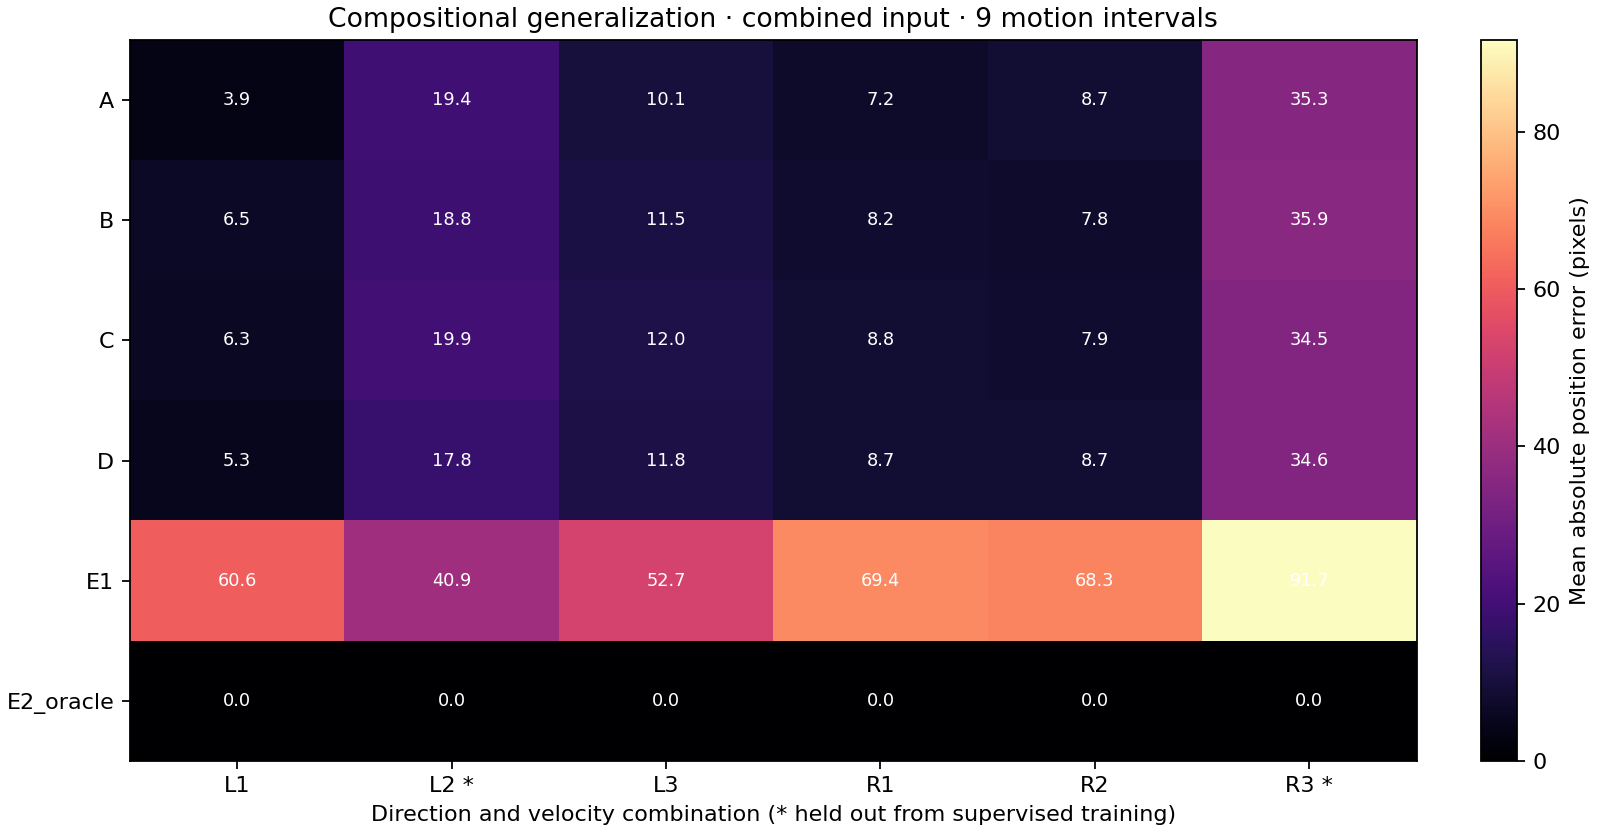 Compositional generalization · combined input · 9 motion intervals
A 3.9 19.4 10.1 7.2 8.7 35.3
B 6.5 18.8 11.5 8.2 7.8 35.9
C 6.3 19.9 12.0 8.8 7.9 34.5
D 5.3 17.8 11.8 8.7 8.7 34.6
E1 60.6 40.9 52.7 69.4 68.3 91.7
E2_oracle 0.0 0.0 0.0 0.0 0.0 0.0
L1 L2 * L3 R1 R2 R3 *
Direction and velocity combination (* held out from supervised training)
80
60
40
20
0
Mean absolute position error (pixels)